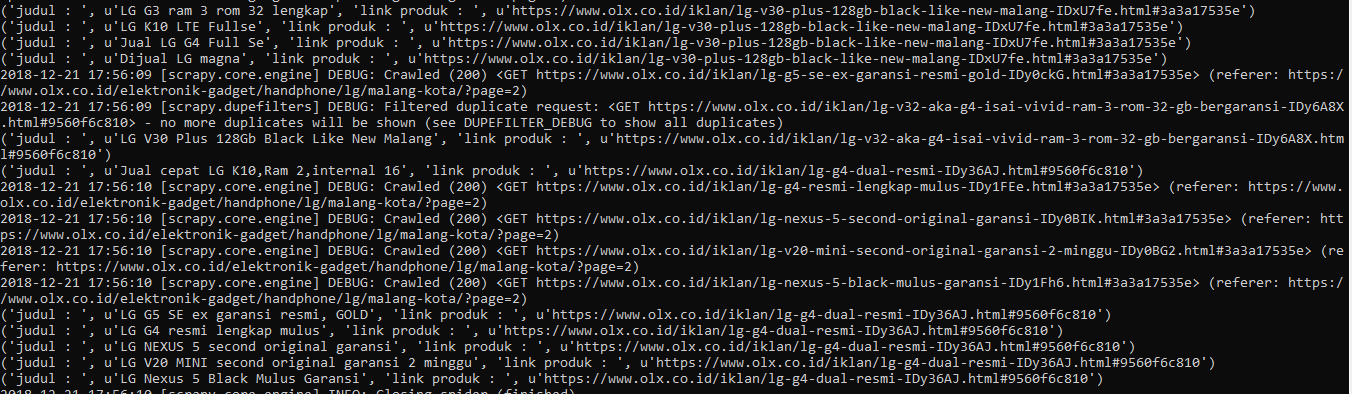 ('judul : ', u'LG G3 ram 3 rom 32 lengkap', 'link produk : ', u'https://www.olx.co.id/iklan/lg-v30-plus-128gb-black-like-new-malang-IDxU7fe.html#3a3a17535e')
('judul : ', u'LG K10 LTE Fullse', 'link produk : ', u'https://www.olx.co.id/iklan/lg-v30-plus-128gb-black-like-new-malang-IDxU7fe.html#3a3a17535e')
('judul : ', u'Jual LG G4 Full Se', 'link produk : ', u'https://www.olx.co.id/iklan/lg-v30-plus-128gb-black-like-new-malang-IDxU7fe.html#3a3a17535e')
('judul : ', u'Dijual LG magna', 'link produk : ', u'https://www.olx.co.id/iklan/lg-v30-plus-128gb-black-like-new-malang-IDxU7fe.html#3a3a17535e')
2018-12-21 17:56:09 [scrapy.core.engine] DEBUG: Crawled (200) <GET https://www.olx.co.id/iklan/lg-g5-se-ex-garansi-resmi-gold-IDy0ckG.html#3a3a17535e> (referer: https:/
/www.olx.co.id/elektronik-gadget/handphone/lg/malang-kota/?page=2)
2018-12-21 17:56:09 [scrapy.dupefilters] DEBUG: Filtered duplicate request: <GET https://www.olx.co.id/iklan/lg-v32-aka-g4-isai-vivid-ram-3-rom-32-gb-bergaransi-IDy6A8X
.html#9560f6c810> - no more duplicates will be shown (see DUPEFILTER_DEBUG to show all duplicates)
('judul : ', u'LG V30 Plus 128Gb Black Like New Malang', 'link produk : ', u'https://www.olx.co.id/iklan/lg-v32-aka-g4-isai-vivid-ram-3-rom-32-gb-bergaransi-IDy6A8X.htm
l#9560f6c810')
('judul : ', u'Jual cepat LG K10,Ram 2,internal 16', 'link produk : ', u'https://www.olx.co.id/iklan/lg-g4-dual-resmi-IDy36AJ.html#9560f6c810')
2018-12-21 17:56:10 [scrapy.core.engine] DEBUG: Crawled (200) <GET https://www.olx.co.id/iklan/lg-g4-resmi-lengkap-mulus-IDy1FEe.html#3a3a17535e> (referer: https://www.
olx.co.id/elektronik-gadget/handphone/lg/malang-kota/?page=2)
2018-12-21 17:56:10 [scrapy.core.engine] DEBUG: Crawled (200) <GET https://www.olx.co.id/iklan/lg-nexus-5-second-original-garansi-IDy0BIK.html#3a3a17535e> (referer: htt
ps://www.olx.co.id/elektronik-gadget/handphone/lg/malang-kota/?page=2)
2018-12-21 17:56:10 [scrapy.core.engine] DEBUG: Crawled (200) <GET https://www.olx.co.id/iklan/lg-v20-mini-second-original-garansi-2-minggu-IDy0BG2.html#3a3a17535e> (re
ferer: https://www.olx.co.id/elektronik-gadget/handphone/lg/malang-kota/?page=2)
2018-12-21 17:56:10 [scrapy.core.engine] DEBUG: Crawled (200) <GET https://www.olx.co.id/iklan/lg-nexus-5-black-mulus-garansi-IDy1Fh6.html#3a3a17535e> (referer: https:/
/www.olx.co.id/elektronik-gadget/handphone/lg/malang-kota/?page=2)
('judul : ', u'LG G5 SE ex garansi resmi, GOLD', 'link produk : ', u'https://www.olx.co.id/iklan/lg-g4-dual-resmi-IDy36AJ.html#9560f6c810')
('judul : ', u'LG G4 resmi lengkap mulus', 'link produk : ', u'https://www.olx.co.id/iklan/lg-g4-dual-resmi-IDy36AJ.html#9560f6c810')
('judul : ', u'LG NEXUS 5 second original garansi', 'link produk : ', u'https://www.olx.co.id/iklan/lg-g4-dual-resmi-IDy36AJ.html#9560f6c810')
('judul : ', u'LG V20 MINI second original garansi 2 minggu', 'link produk : ', u'https://www.olx.co.id/iklan/lg-g4-dual-resmi-IDy36AJ.html#9560f6c810')
('judul : ', u'LG Nexus 5 Black Mulus Garansi', 'link produk : ', u'https://www.olx.co.id/iklan/lg-g4-dual-resmi-IDy36AJ.html#9560f6c810')
2018-12-21 17:56:10 [scrapy.core.engine] INFO: Closing spider (finished)